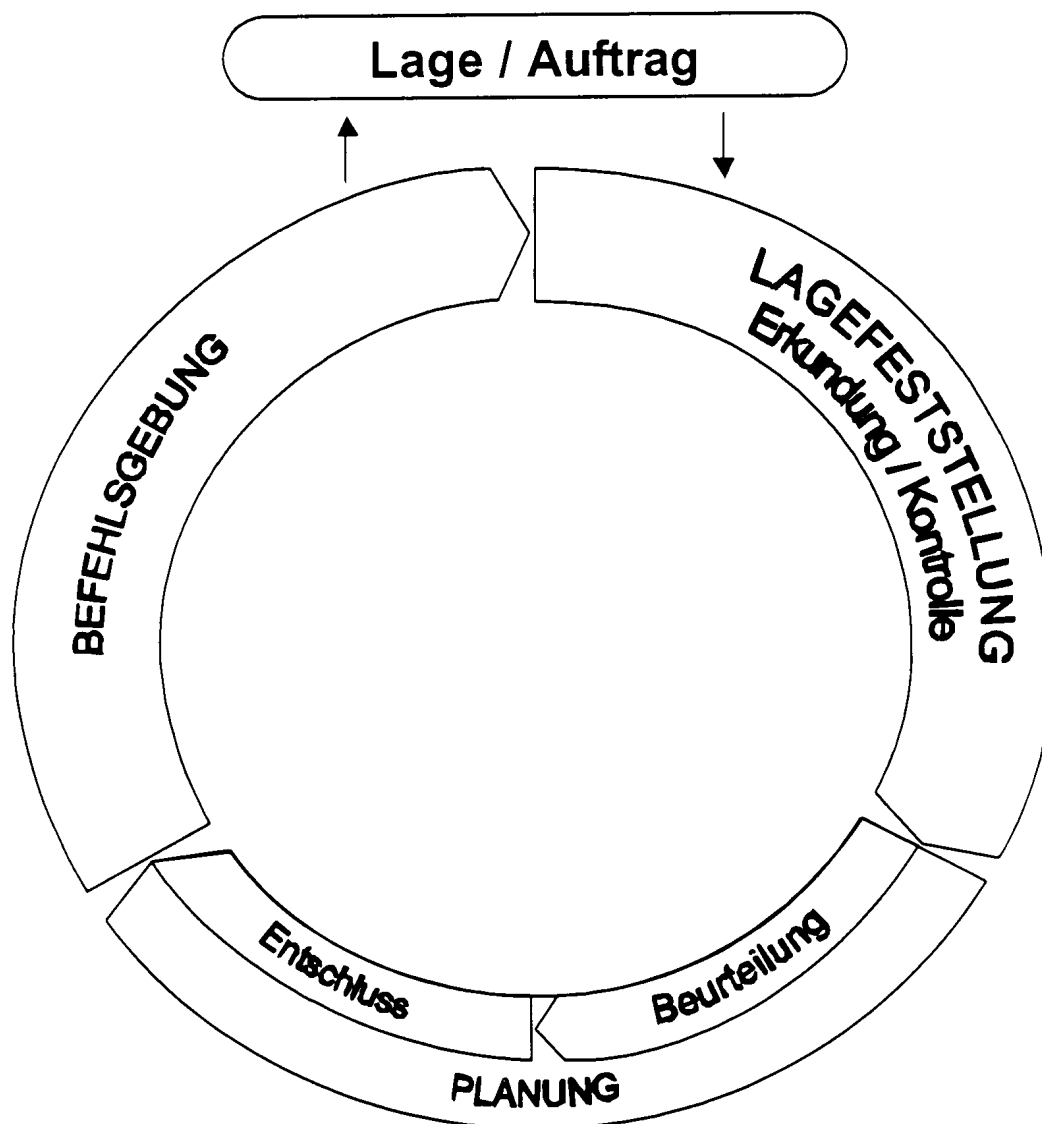 Lage / Auftrag
LAGEFESTSTELLUNG
Erkundung / Kontrolle
Beurteilung
Entschluss
PLANUNG
BEFEHLSGEBUNG